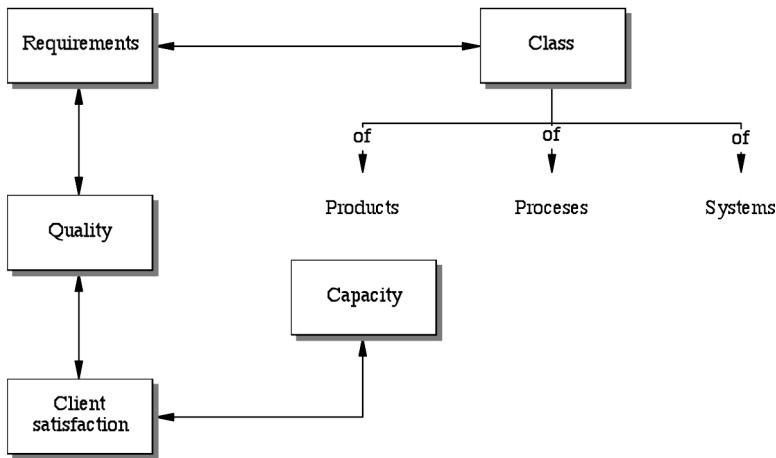 Requirements
Class
of
of
of
Products
Proceses
Systems
Quality
Capacity
Client
satisfaction